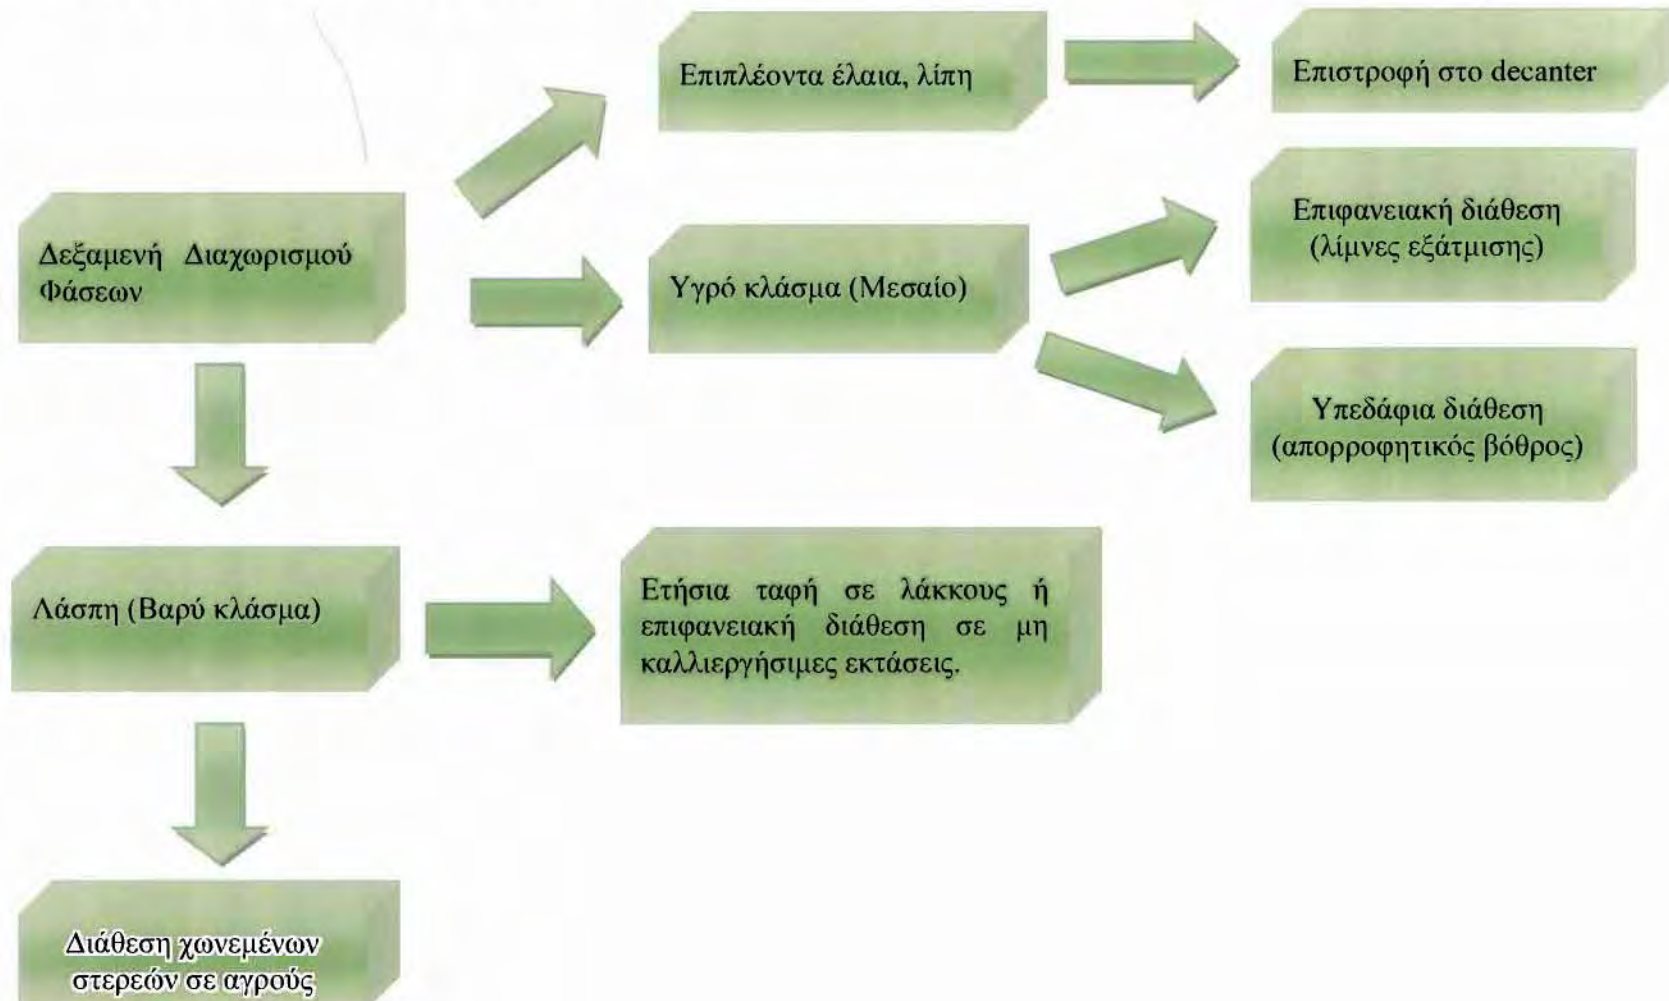 Επιπλέοντα έλαια, λίπη
Επιστροφή στο decanter
Δεξαμενή Διαχωρισμού
Φάσεων
Υγρό κλάσμα (Μεσαίο)
Επιφανειακή διάθεση
(λίμνες εξάτμισης)
Υπεδάφια διάθεση
(απορροφητικός βόθρος)
Λάσπη (Βαρύ κλάσμα)
Ετήσια ταφή σε λάκκους ή
επιφανειακή διάθεση σε μη
καλλιεργήσιμες εκτάσεις.
Διάθεση χωνεμένων
στερεών σε αγρούς